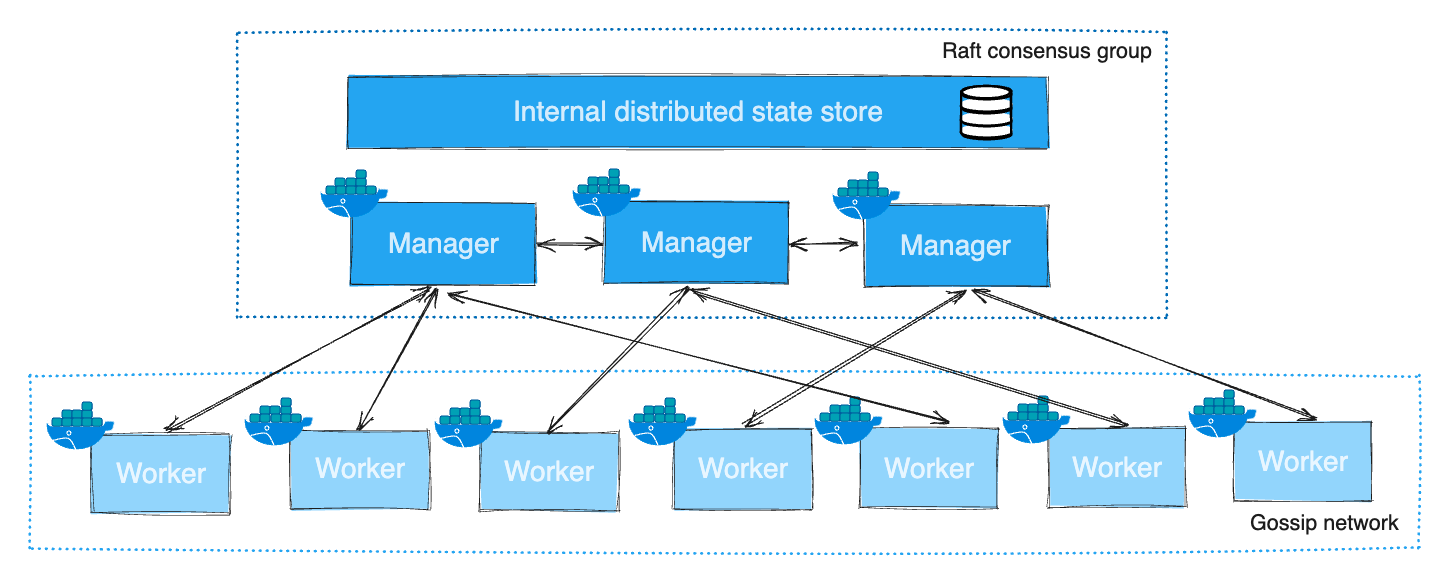 Raft consensus group
Internal distributed state store
Manager
Manager
Manager
Worker
Worker
Worker
Worker
Worker
Worker
Worker
Gossip network